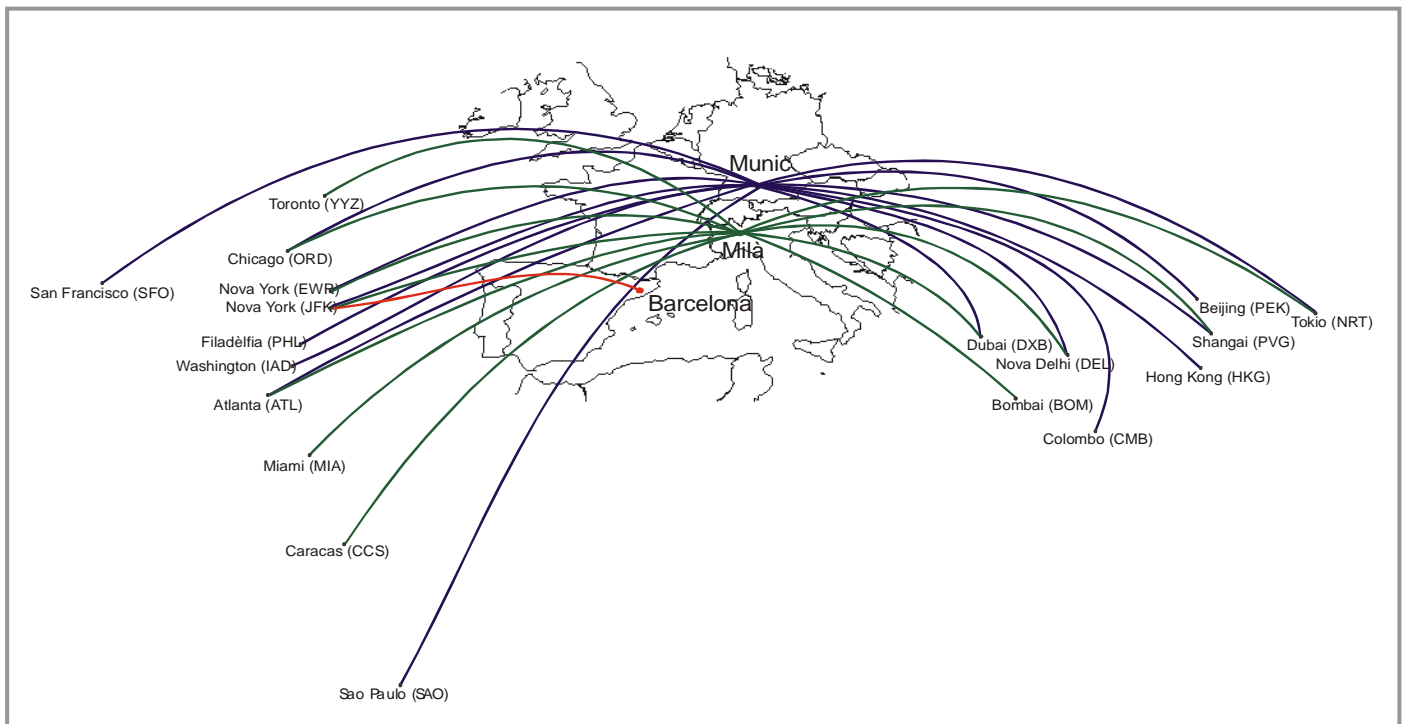 Munic
Toronto (YYZ)
Milà
Chicago (ORD)
Nova York (EWR)
San Francisco (SFO)
Barcelona
Nova York (JFK)
Beijing (PEK)
Tokio (NRT)
Filadèlfia (PHL)
Shangai (PVG)
Dubai (DXB)
Washington (IAD)
Nova Delhi (DEL)
Hong Kong (HKG)
Atlanta (ATL)
Bombai (BOM)
Colombo (CMB)
Miami (MIA)
Caracas (CCS)
Sao Paulo (SAO)